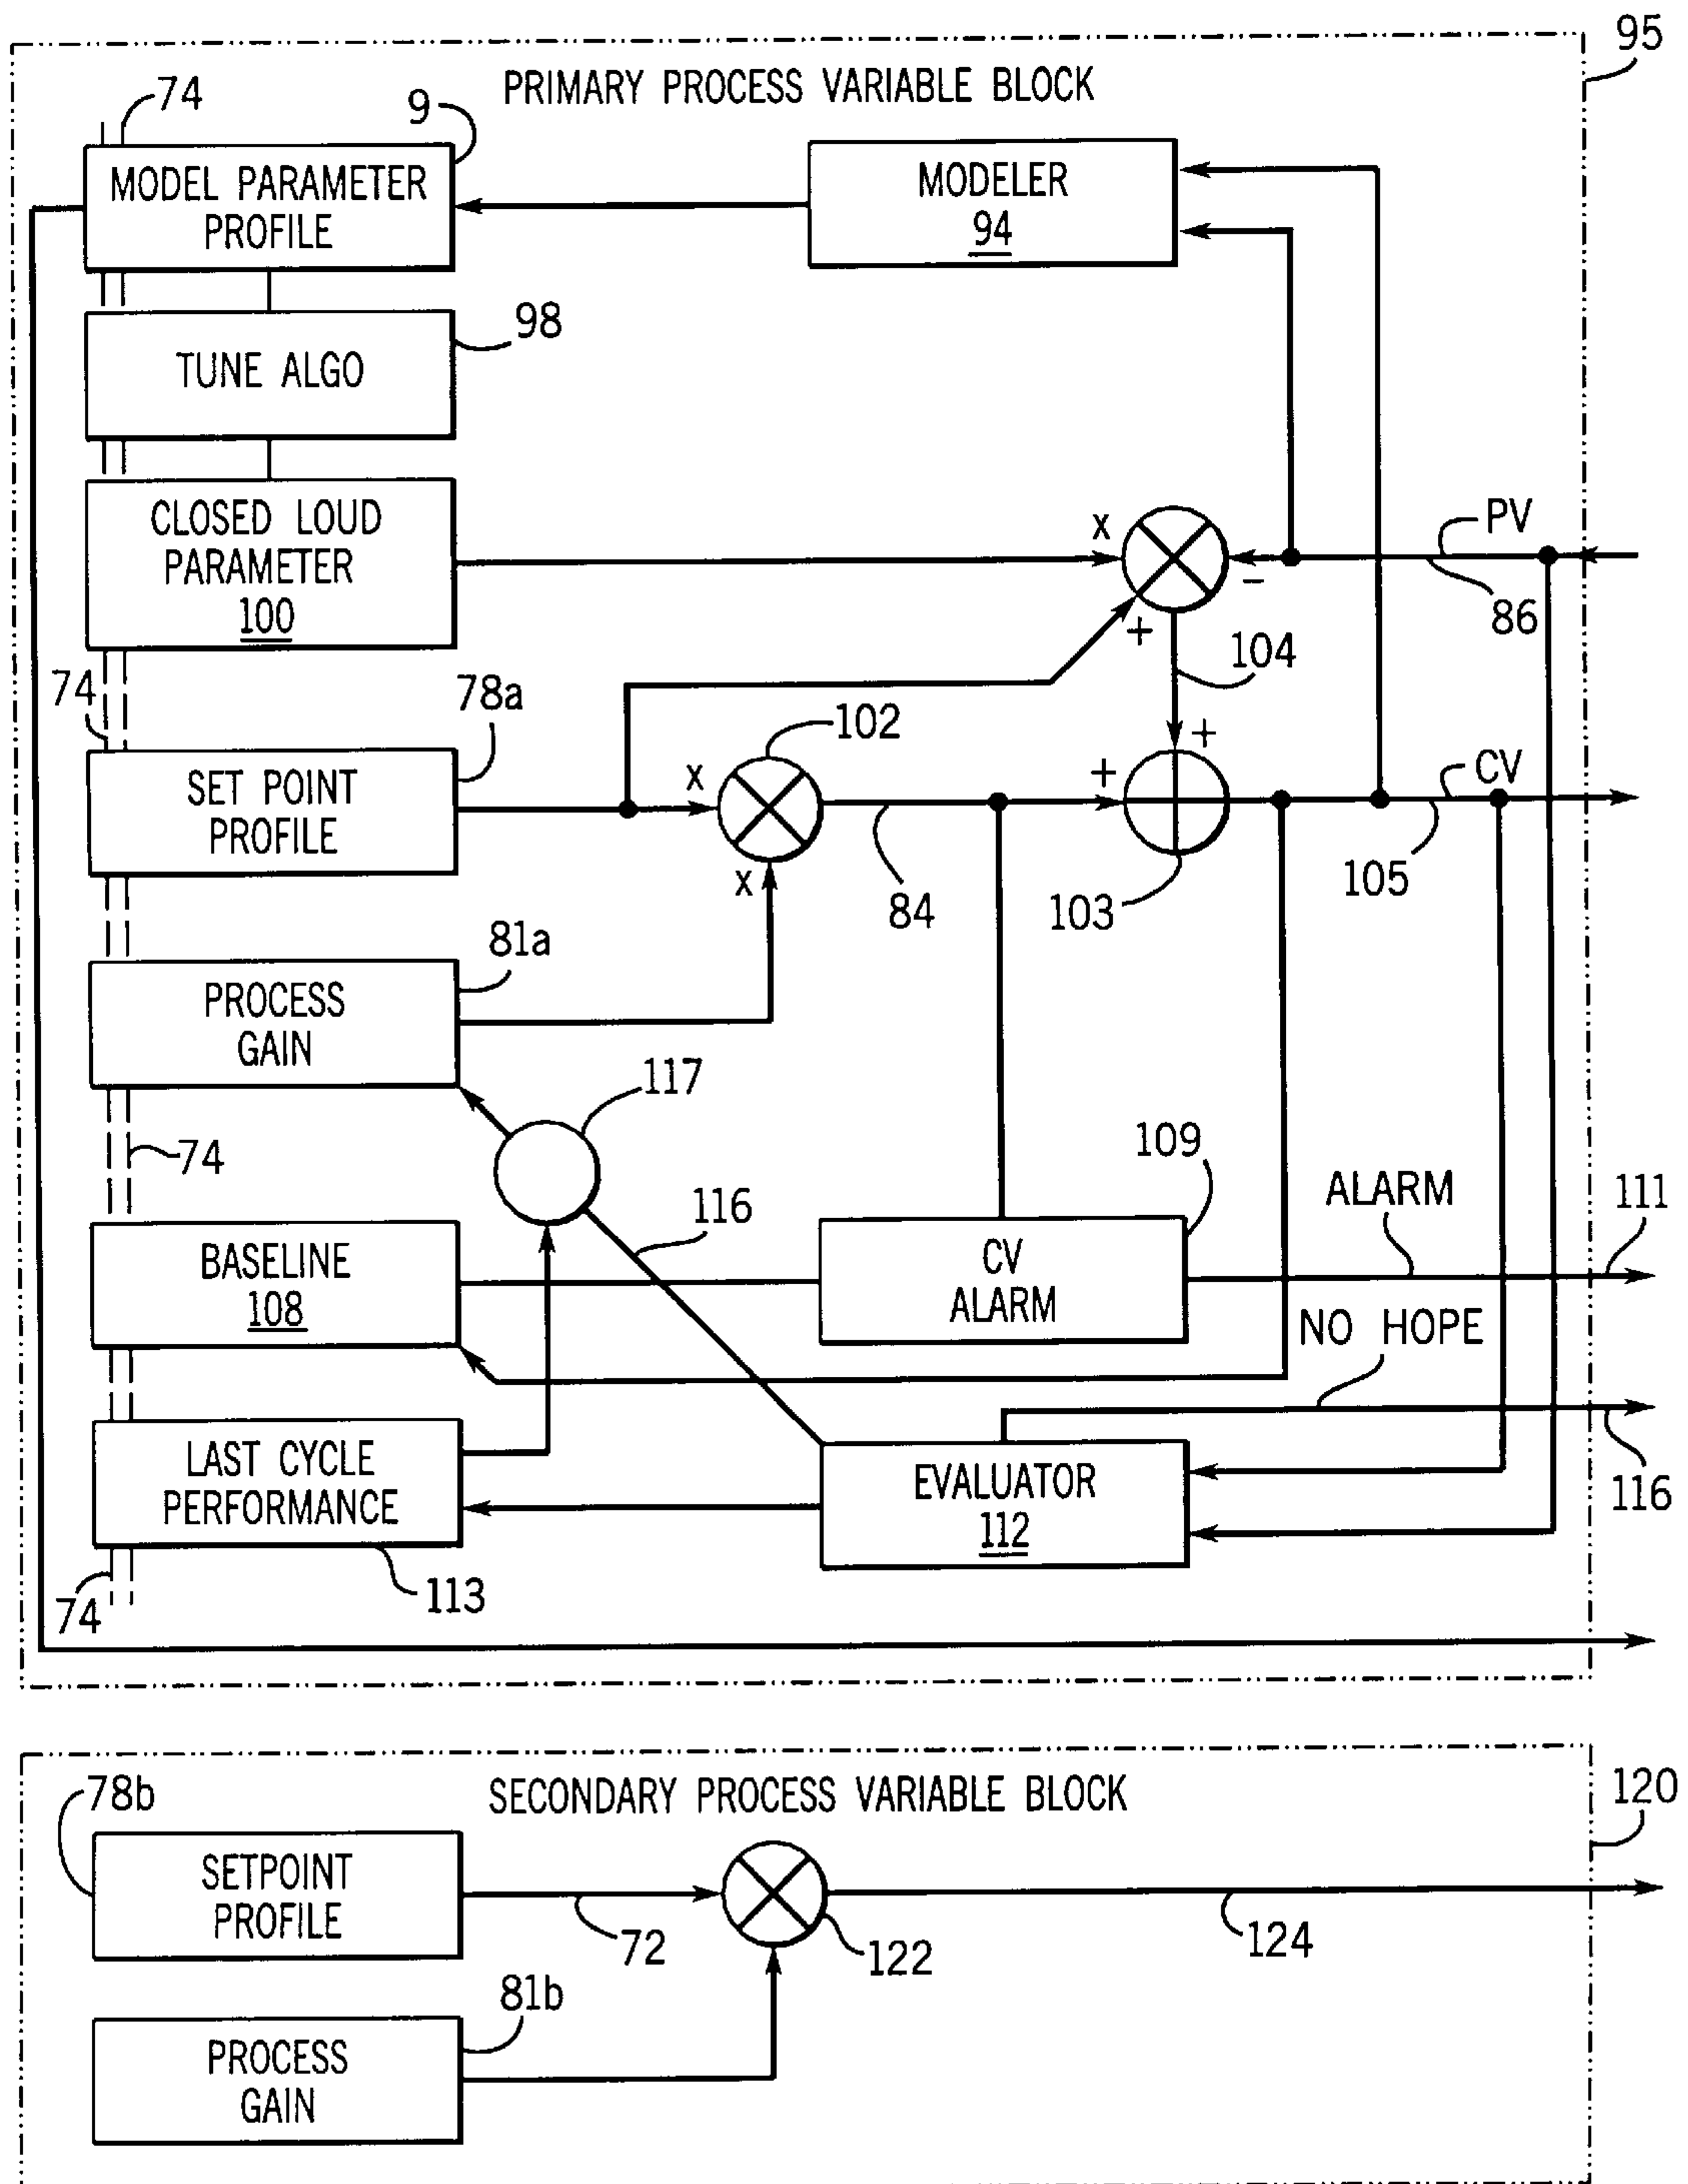 95
PRIMARY PROCESS VARIABLE BLOCK
74
9
MODEL PARAMETER
PROFILE
MODELER
94
98
TUNE ALGO
CLOSED LOUD
PARAMETER
100
X
−
+
PV
86
104
74
78a
SET POINT
PROFILE
102
X
X
84
+
+
103
CV
105
81a
PROCESS
GAIN
117
74
116
109
ALARM
111
BASELINE
108
CV
ALARM
NO HOPE
LAST CYCLE
PERFORMANCE
EVALUATOR
112
116
74
113
SECONDARY PROCESS VARIABLE BLOCK
120
78b
SETPOINT
PROFILE
72
122
124
81b
PROCESS
GAIN